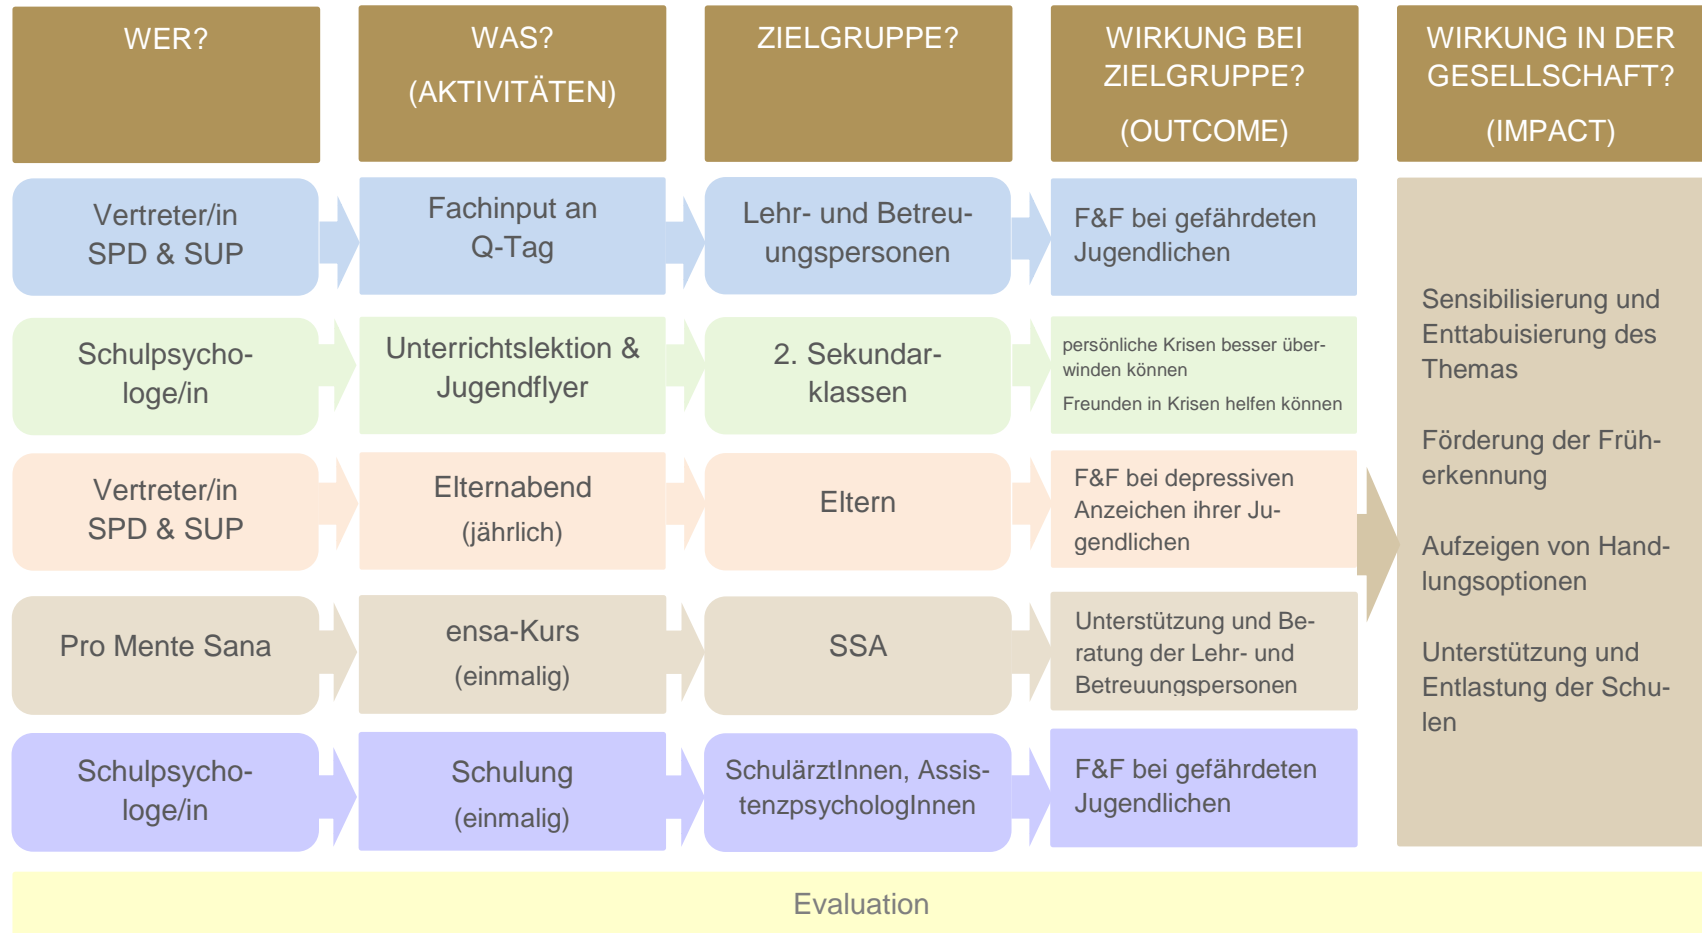 WER?
WAS?
(AKTIVITÄTEN)
ZIELGRUPPE?
WIRKUNG BEI
ZIELGRUPPE?
(OUTCOME)
WIRKUNG IN DER
GESELLSCHAFT?
(IMPACT)
Vertreter/in
SPD & SUP
Fachinput an
Q-Tag
Lehr- und Betreu-
ungspersonen
F&F bei gefährdeten
Jugendlichen
Schulpsycho-
loge/in
Unterrichtslektion &
Jugendflyer
2. Sekundar-
klassen
persönliche Krisen besser über-
winden können
Freunden in Krisen helfen können
Vertreter/in
SPD & SUP
Elternabend
(jährlich)
Eltern
F&F bei depressiven
Anzeichen ihrer Ju-
gendlichen
Pro Mente Sana
ensa-Kurs
(einmalig)
SSA
Unterstützung und Be-
ratung der Lehr- und
Betreuungspersonen
Schulpsycho-
loge/in
Schulung
(einmalig)
SchulärztInnen, Assis-
tenzpsychologInnen
F&F bei gefährdeten
Jugendlichen
Sensibilisierung und
Enttabuisierung des
Themas
Förderung der Früh-
erkennung
Aufzeigen von Hand-
lungsoptionen
Unterstützung und
Entlastung der Schu-
len
Evaluation